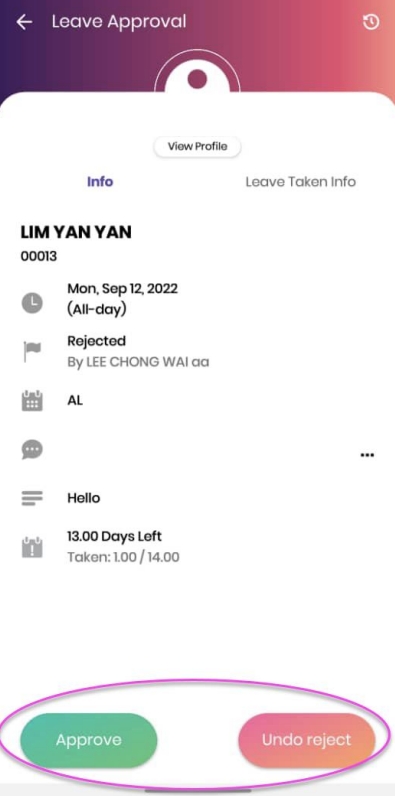 Leave Approval
View Profile
Info
Leave Taken Info
LIM YAN YAN
00013
Mon, Sep 12, 2022
(All-day)
Rejected
By LEE CHONG WAI aa
AL
Hello
13.00 Days Left
Taken: 1.00 / 14.00
Approve
Undo reject